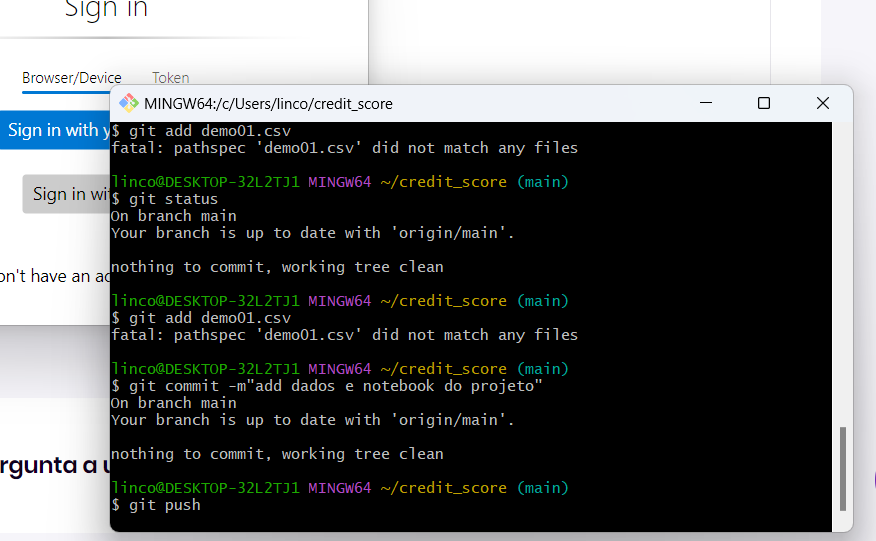 Sign in
Browser/Device
Token
Sign in with y
Sign in wit
on't have an ac
rgunta a u
MINGW64:/c/Users/linco/credit_score
$ git add demo01.csv
fatal: pathspec 'demo01.csv' did not match any files
linco@DESKTOP-32L2TJ1 MINGW64 ~/credit_score (main)
$ git status
On branch main
Your branch is up to date with 'origin/main'.
nothing to commit, working tree clean
linco@DESKTOP-32L2TJ1 MINGW64 ~/credit_score (main)
$ git add demo01.csv
fatal: pathspec 'demo01.csv' did not match any files
linco@DESKTOP-32L2TJ1 MINGW64 ~/credit_score (main)
$ git commit -m"add dados e notebook do projeto"
On branch main
Your branch is up to date with 'origin/main'.
nothing to commit, working tree clean
linco@DESKTOP-32L2TJ1 MINGW64 ~/credit_score (main)
$ git push